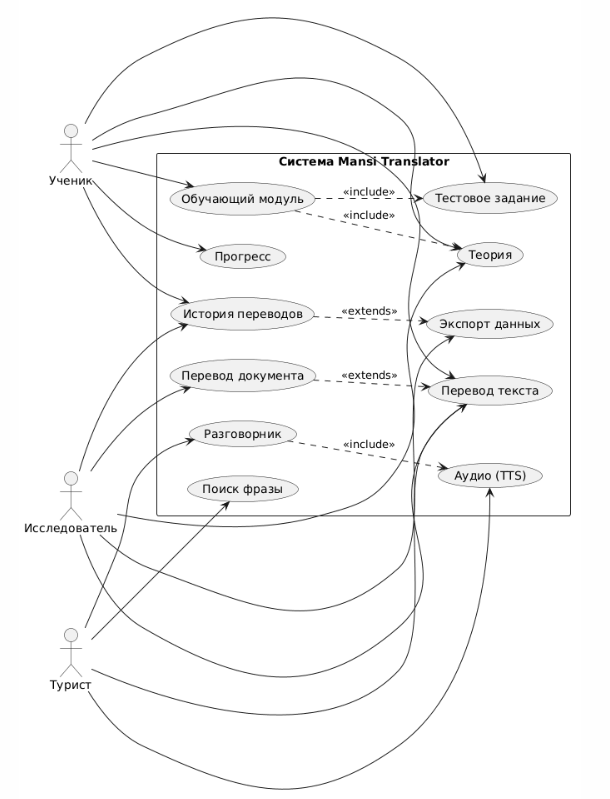 Система Mansi Translator
Ученик
Обучающий модуль
«include»
Тестовое задание
«include»
Прогресс
Теория
История переводов
«extends»
Экспорт данных
Перевод документа
«extends»
Перевод текста
Разговорник
«include»
Аудио (TTS)
Поиск фразы
Исследователь
Турист